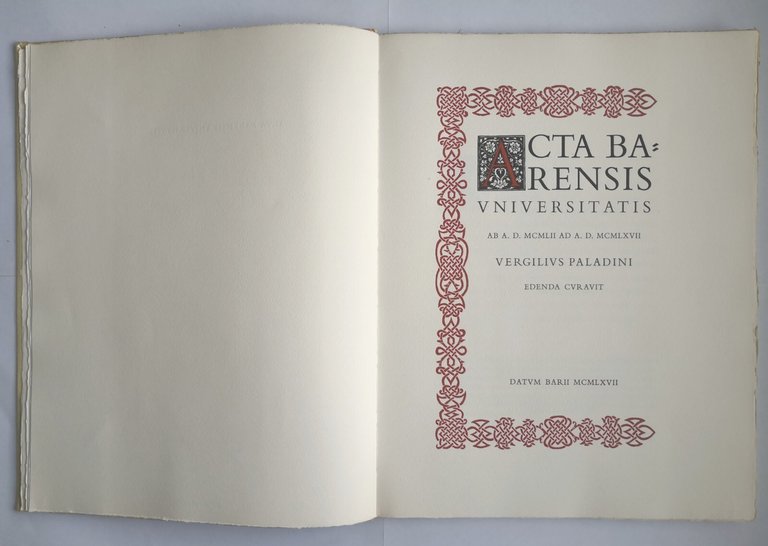 ACTA BA=
RENSIS
VNIVERSITATIS
AB A. D. MCMLII AD A. D. MCMLXVII
VERGILIVS PALADINI
EDENDA CVRAVIT
DATVM BARII MCMLXVII